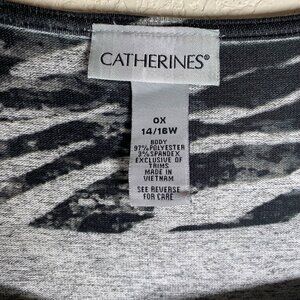 CATHERINES®
0X
14/16W
BODY
97%POLYESTER
3%SPANDEX
EXCLUSIVE OF
TRIMS
MADE IN
VIETNAM
SEE REVERSE
FOR CARE